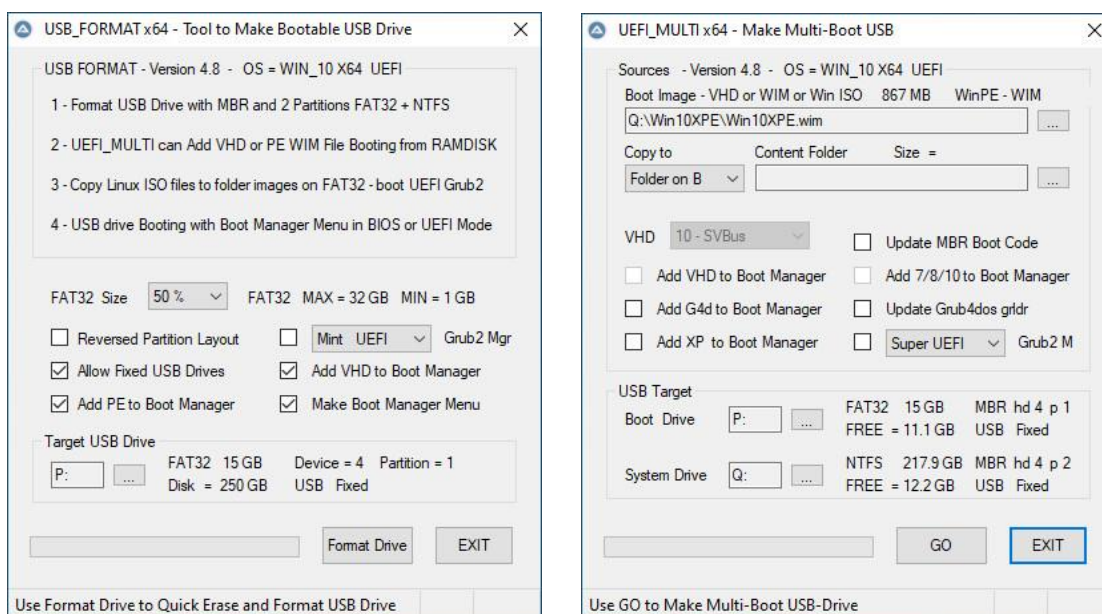 USB_FORMAT x64 - Tool to Make Bootable USB Drive
USB FORMAT - Version 4.8 - OS = WIN_10 X64 UEFI
1 - Format USB Drive with MBR and 2 Partitions FAT32 + NTFS
2 - UEFI_MULTI can Add VHD or PE WIM File Booting from RAMDISK
3 - Copy Linux ISO files to folder images on FAT32 - boot UEFI Grub2
4 - USB drive Booting with Boot Manager Menu in BIOS or UEFI Mode
FAT32 Size 50 % FAT32 MAX = 32 GB MIN = 1 GB
Reversed Partition Layout Mint UEFI Grub2 Mgr
Allow Fixed USB Drives Add VHD to Boot Manager
Add PE to Boot Manager Make Boot Manager Menu
Target USB Drive
P: ... FAT32 15 GB Device = 4 Partition = 1
Disk = 250 GB USB Fixed
Format Drive EXIT
Use Format Drive to Quick Erase and Format USB Drive
UEFI_MULTI x64 - Make Multi-Boot USB
Sources - Version 4.8 - OS = WIN_10 X64 UEFI
Boot Image - VHD or WIM or Win ISO 867 MB WinPE - WIM
Q:\Win10XPE\Win10XPE.wim ...
Copy to Content Folder Size =
Folder on B ...
VHD 10 - SVBus Update MBR Boot Code
Add VHD to Boot Manager Add 7/8/10 to Boot Manager
Add G4d to Boot Manager Update Grub4dos grldr
Add XP to Boot Manager Super UEFI Grub2 M
USB Target
Boot Drive P: ... FAT32 15 GB MBR hd 4 p 1
FREE = 11.1 GB USB Fixed
System Drive Q: ... NTFS 217.9 GB MBR hd 4 p 2
FREE = 12.2 GB USB Fixed
GO EXIT
Use GO to Make Multi-Boot USB-Drive